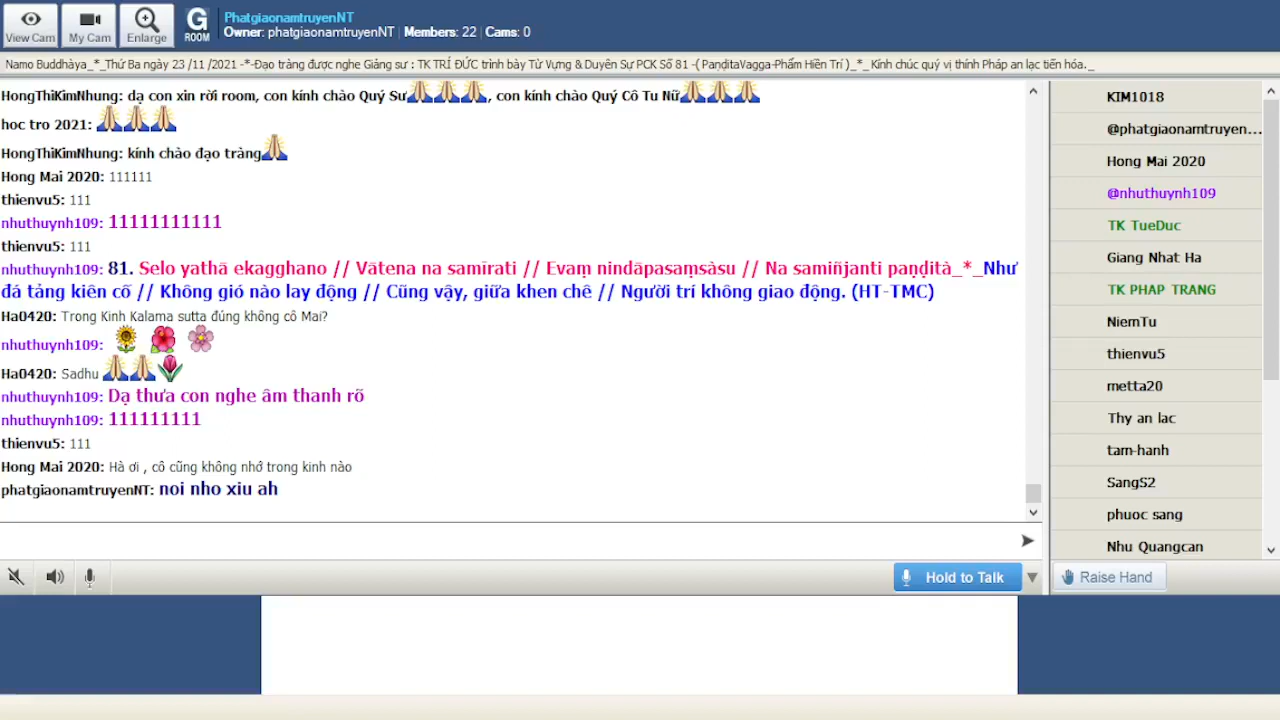 View Cam
My Cam
Enlarge
G
ROOM
PhatgiaonamtruyenNT
Owner: phatgiaonamtruyenNT | Members: 22 | Cams: 0
Namo Buddhàya_*_Thứ Ba ngày 23 /11 /2021 -*-Đạo tràng được nghe Giảng sư : TK TRÍ ĐỨC trình bày Từ Vựng & Duyên Sự PCK Số 81 -( PaṇḍitaVagga-Phẩm Hiền Trí )_*_ Kính chúc quý vị thính Pháp an lạc tiến hóa._
HongThiKimNhung: dạ con xin rời room, con kính chào Quý Sư, con kính chào Quý Cô Tu Nữ
hoc tro 2021:
HongThiKimNhung: kính chào đạo tràng
Hong Mai 2020: 111111
thienvu5: 111
nhuthuynh109: 11111111111
thienvu5: 111
nhuthuynh109: 81. Selo yathā ekagghano // Vātena na samīrati // Evaṃ nindāpasaṃsàsu // Na samiñjanti paṇḍità_*_Như
đá tảng kiên cố // Không gió nào lay động // Cũng vậy, giữa khen chê // Người trí không giao động. (HT-TMC)
Ha0420: Trong Kinh Kalama sutta đúng không cô Mai?
nhuthuynh109:
Ha0420: Sadhu
nhuthuynh109: Dạ thưa con nghe âm thanh rõ
nhuthuynh109: 111111111
thienvu5: 111
Hong Mai 2020: Hà ơi , cô cũng không nhớ trong kinh nào
phatgiaonamtruyenNT: noi nho xiu ah
KIM1018
@phatgiaonamtruyen...
Hong Mai 2020
@nhuthuynh109
TK TueDuc
Giang Nhat Ha
TK PHAP TRANG
NiemTu
thienvu5
metta20
Thy an lac
tam-hanh
SangS2
phuoc sang
Nhu Quangcan
Hold to Talk
Raise Hand